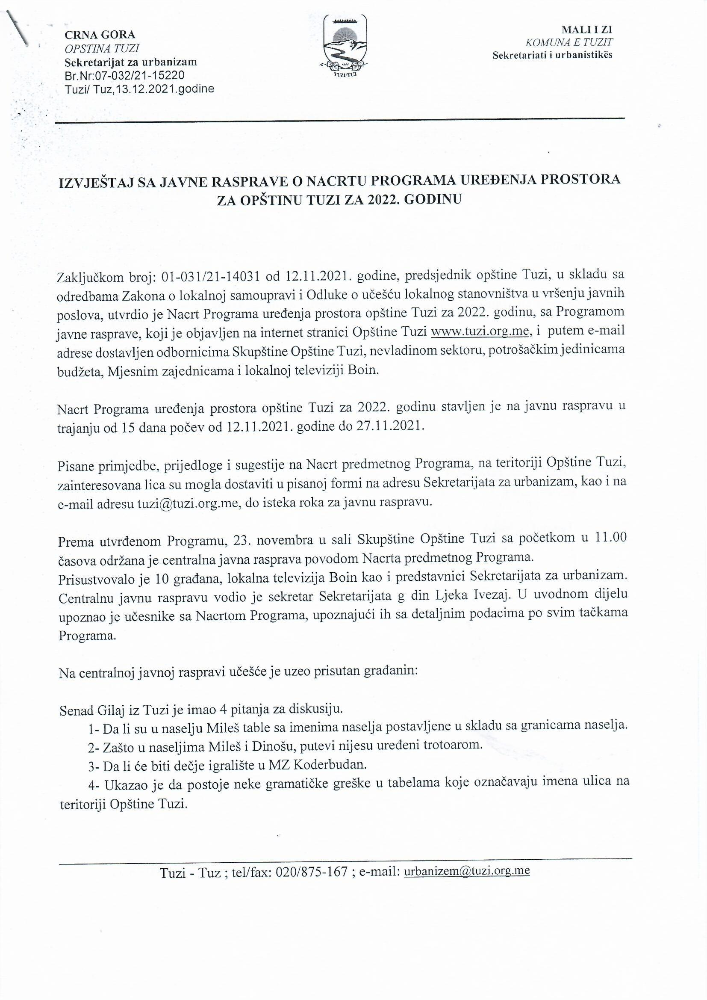 CRNA GORA
OPSTINA TUZI
Sekretarijat za urbanizam
Br.Nr:07-032/21-15220
Tuzi/ Tuz,13.12.2021.godine
TUZI/TUZ
MALI I ZI
KOMUNA E TUZIT
Sekretariati i urbanistikës
IZVJEŠTAJ SA JAVNE RASPRAVE O NACRTU PROGRAMA UREĐENJA PROSTORA
ZA OPŠTINU TUZI ZA 2022. GODINU
Zaključkom broj: 01-031/21-14031 od 12.11.2021. godine, predsjednik opštine Tuzi, u skladu sa
odredbama Zakona o lokalnoj samoupravi i Odluke o učešću lokalnog stanovništva u vršenju javnih
poslova, utvrdio je Nacrt Programa uređenja prostora opštine Tuzi za 2022. godinu, sa Programom
javne rasprave, koji je objavljen na internet stranici Opštine Tuzi www.tuzi.org.me, i putem e-mail
adrese dostavljen odbornicima Skupštine Opštine Tuzi, nevladinom sektoru, potrošačkim jedinicama
budžeta, Mjesnim zajednicama i lokalnoj televiziji Boin.
Nacrt Programa uređenja prostora opštine Tuzi za 2022. godinu stavljen je na javnu raspravu u
trajanju od 15 dana počev od 12.11.2021. godine do 27.11.2021.
Pisane primjedbe, prijedloge i sugestije na Nacrt predmetnog Programa, na teritoriji Opštine Tuzi,
zainteresovana lica su mogla dostaviti u pisanoj formi na adresu Sekretarijata za urbanizam, kao i na
e-mail adresu tuzi@tuzi.org.me, do isteka roka za javnu raspravu.
Prema utvrđenom Programu, 23. novembra u sali Skupštine Opštine Tuzi sa početkom u 11.00
časova održana je centralna javna rasprava povodom Nacrta predmetnog Programa.
Prisustvovalo je 10 građana, lokalna televizija Boin kao i predstavnici Sekretarijata za urbanizam.
Centralnu javnu raspravu vodio je sekretar Sekretarijata g din Ljeka Ivezaj. U uvodnom dijelu
upoznao je učesnike sa Nacrtom Programa, upoznajući ih sa detaljnim podacima po svim tačkama
Programa.
Na centralnoj javnoj raspravi učešće je uzeo prisutan građanin:
Senad Gilaj iz Tuzi je imao 4 pitanja za diskusiju.
1- Da li su u naselju Mileš table sa imenima naselja postavljene u skladu sa granicama naselja.
2- Zašto u naseljima Mileš i Dinošu, putevi nijesu uređeni trotoarom.
3- Da li će biti dečje igralište u MZ Koderbudan.
4- Ukazao je da postoje neke gramatičke greške u tabelama koje označavaju imena ulica na
teritoriji Opštine Tuzi.
Tuzi - Tuz ; tel/fax: 020/875-167 ; e-mail: urbanizem@tuzi.org.me